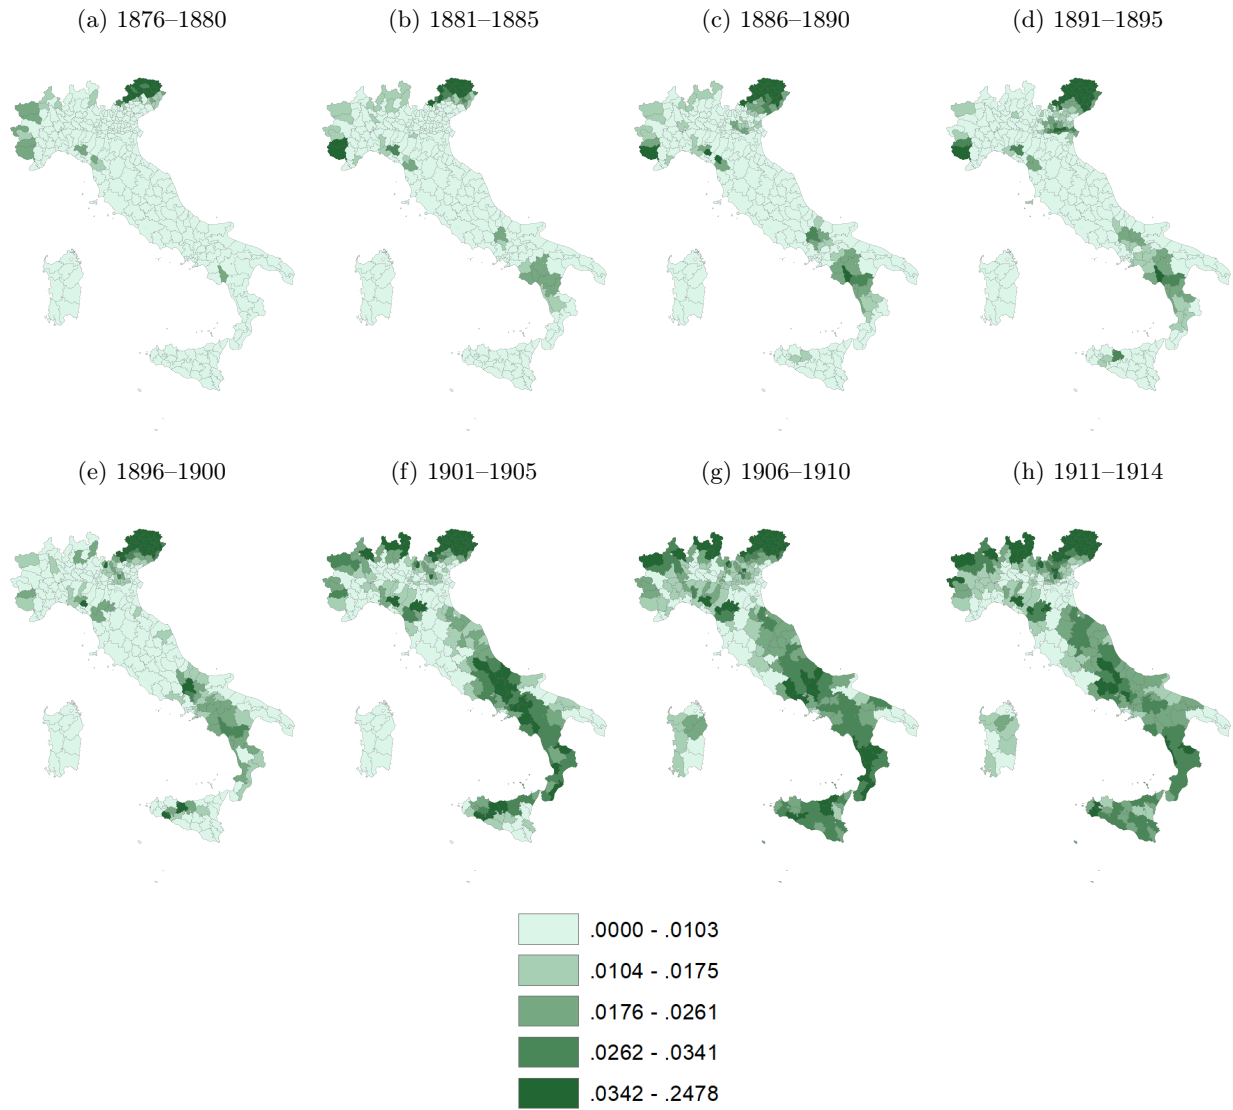 (a) 1876–1880
(b) 1881–1885
(c) 1886–1890
(d) 1891–1895
(e) 1896–1900
(f) 1901–1905
(g) 1906–1910
(h) 1911–1914
.0000 - .0103
.0104 - .0175
.0176 - .0261
.0262 - .0341
.0342 - .2478